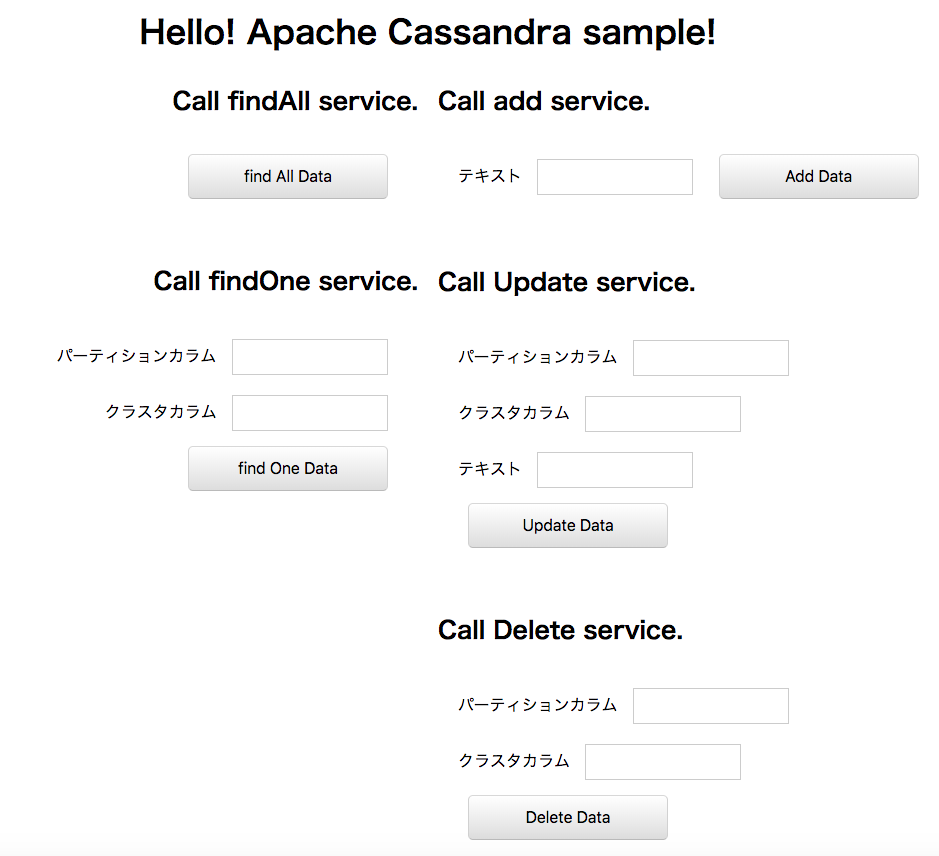 Hello! Apache Cassandra sample!
Call findAll service.
find All Data
Call add service.
テキスト
Add Data
Call findOne service.
パーティションカラム
クラスタカラム
find One Data
Call Update service.
パーティションカラム
クラスタカラム
テキスト
Update Data
Call Delete service.
パーティションカラム
クラスタカラム
Delete Data